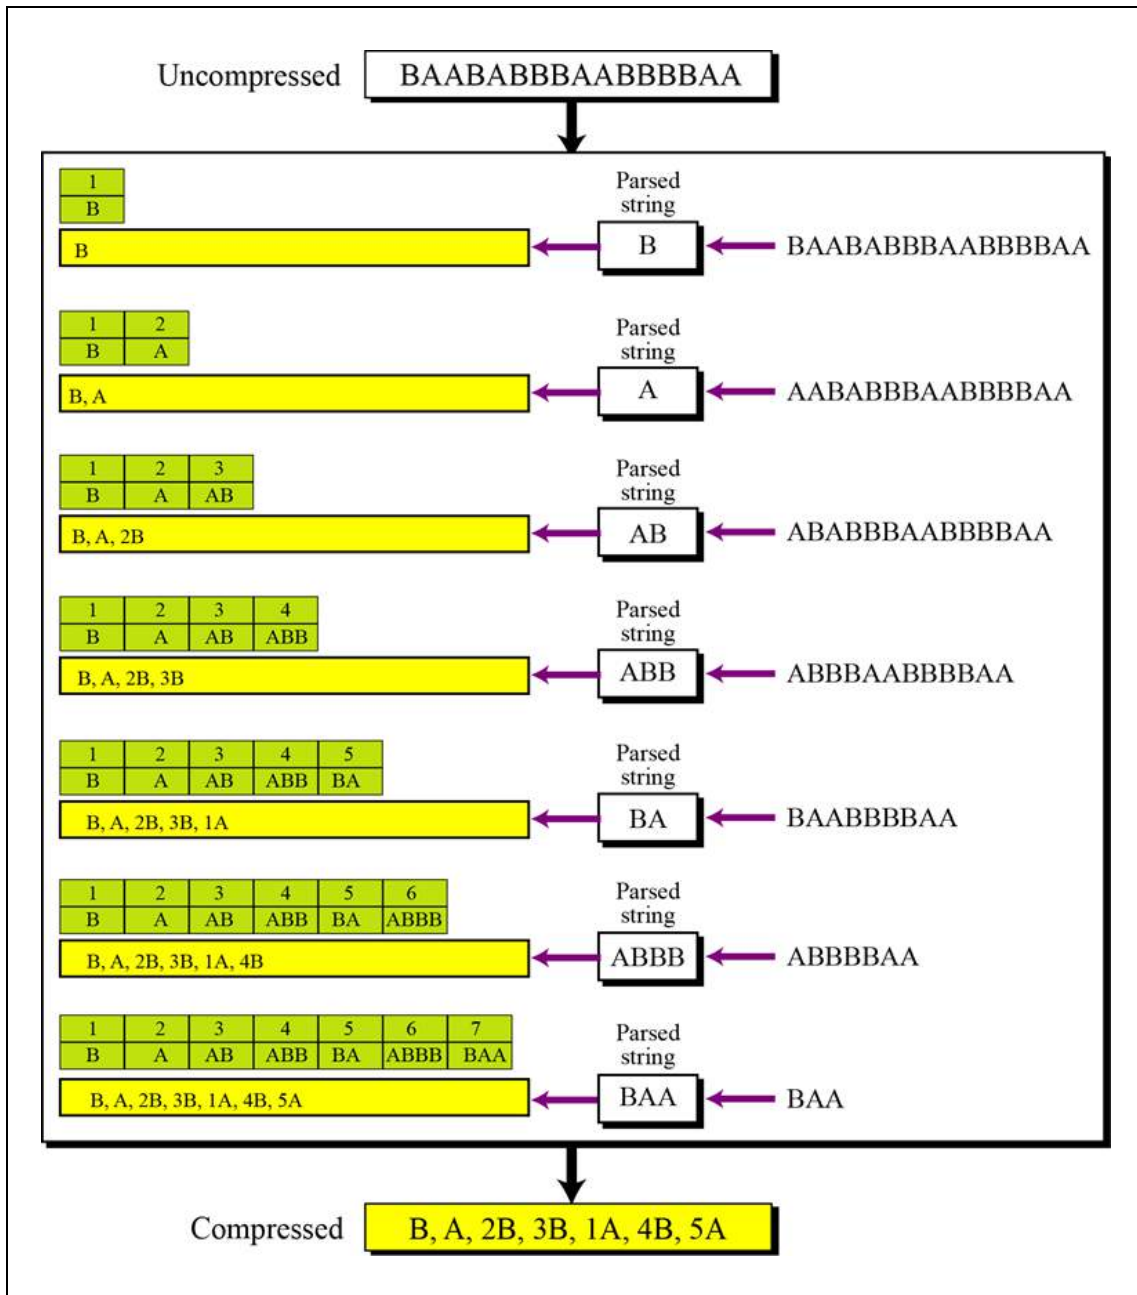 Uncompressed BAABABBBAABBBBAA
1
B
Parsed
string
B B BAABABBBAABBBBAA
1 2
B A
Parsed
string
B, A A AABABBBAABBBBAA
1 2 3
B A AB
Parsed
string
B, A, 2B AB ABABBBAABBBBAA
1 2 3 4
B A AB ABB
Parsed
string
B, A, 2B, 3B ABB ABBBAABBBBAA
1 2 3 4 5
B A AB ABB BA
Parsed
string
B, A, 2B, 3B, 1A BA BAABBBBAA
1 2 3 4 5 6
B A AB ABB BA ABBB
Parsed
string
B, A, 2B, 3B, 1A, 4B ABBB ABBBBAA
1 2 3 4 5 6 7
B A AB ABB BA ABBB BAA
Parsed
string
B, A, 2B, 3B, 1A, 4B, 5A BAA BAA
Compressed B, A, 2B, 3B, 1A, 4B, 5A